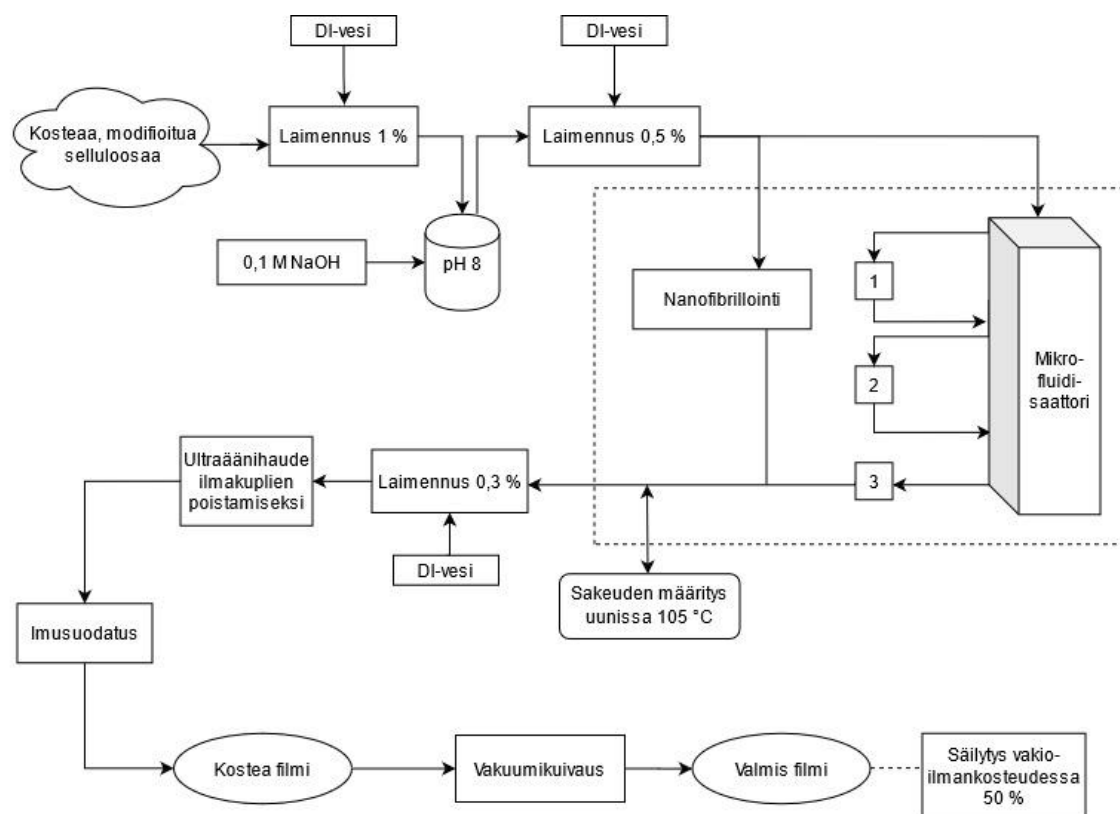 DI-vesi
DI-vesi
Kosteaa, modifioitua
selluloosaa
Laimennus 1 %
Laimennus 0,5 %
0,1 M NaOH
pH 8
Nanofibrillointi
1
2
3
Mikro-
fluidi-
saattori
Ultraäänihaude
ilmakuplien
poistamiseksi
Laimennus 0,3 %
DI-vesi
Sakeuden määritys
uunissa 105 °C
Imusuodatus
Kostea filmi
Vakuumikuivaus
Valmis filmi
Säilytys vakio-
ilmankosteudessa
50 %